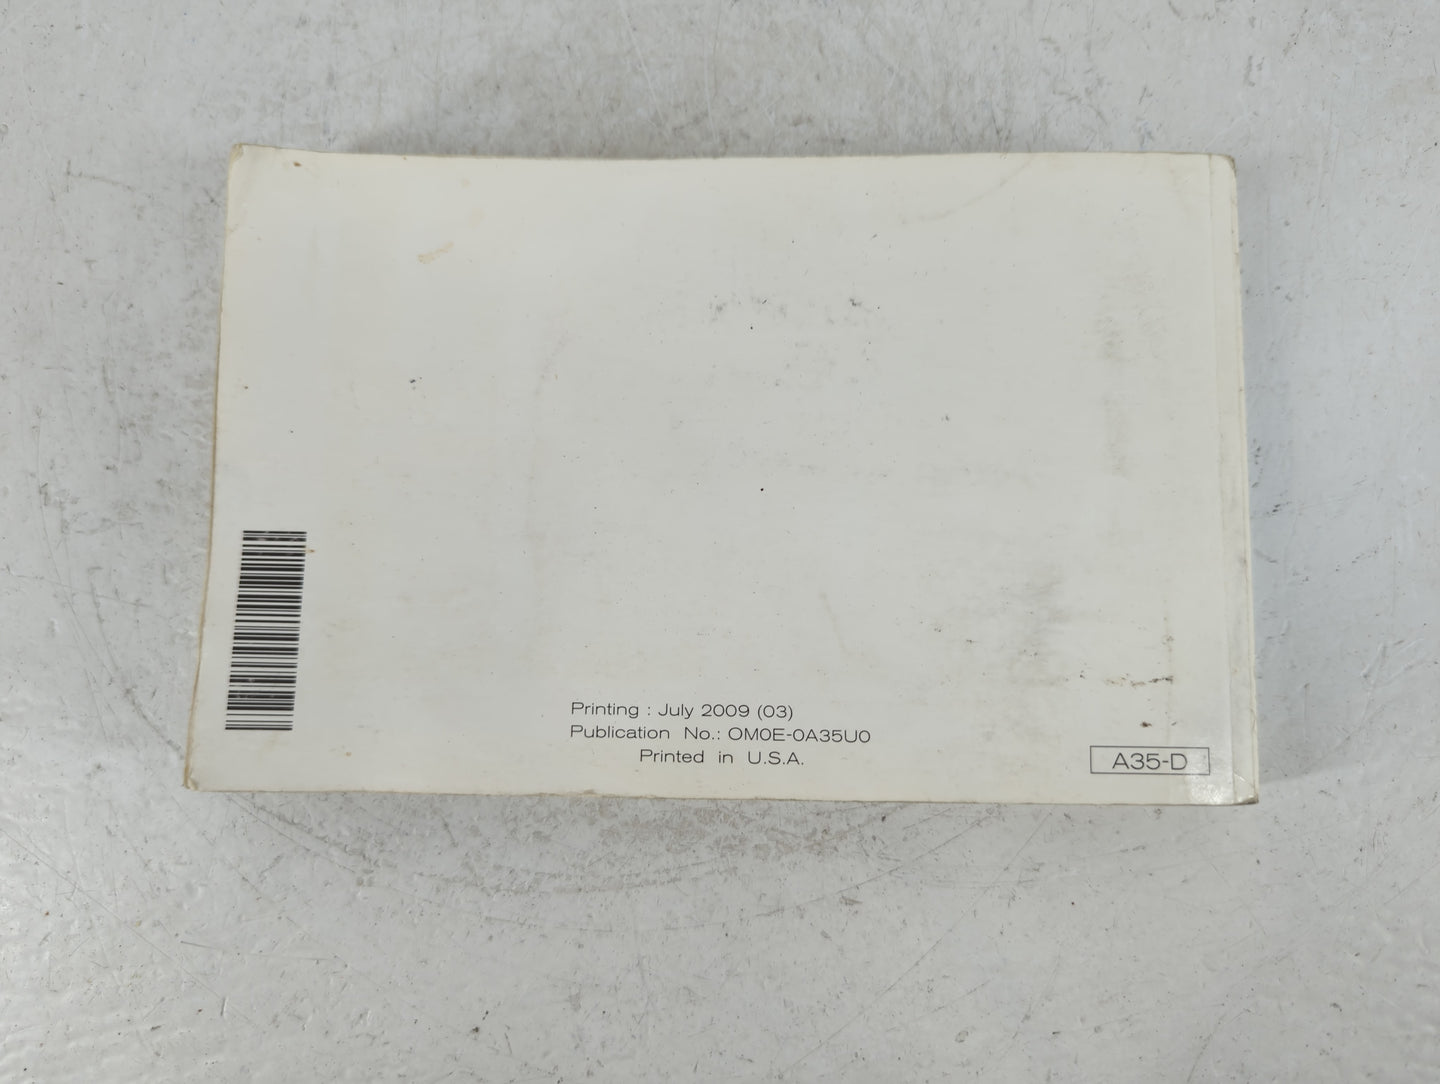 Printing : July 2009 (03)
Publication No.: OM0E-0A35U0
Printed in U.S.A.
A35-D